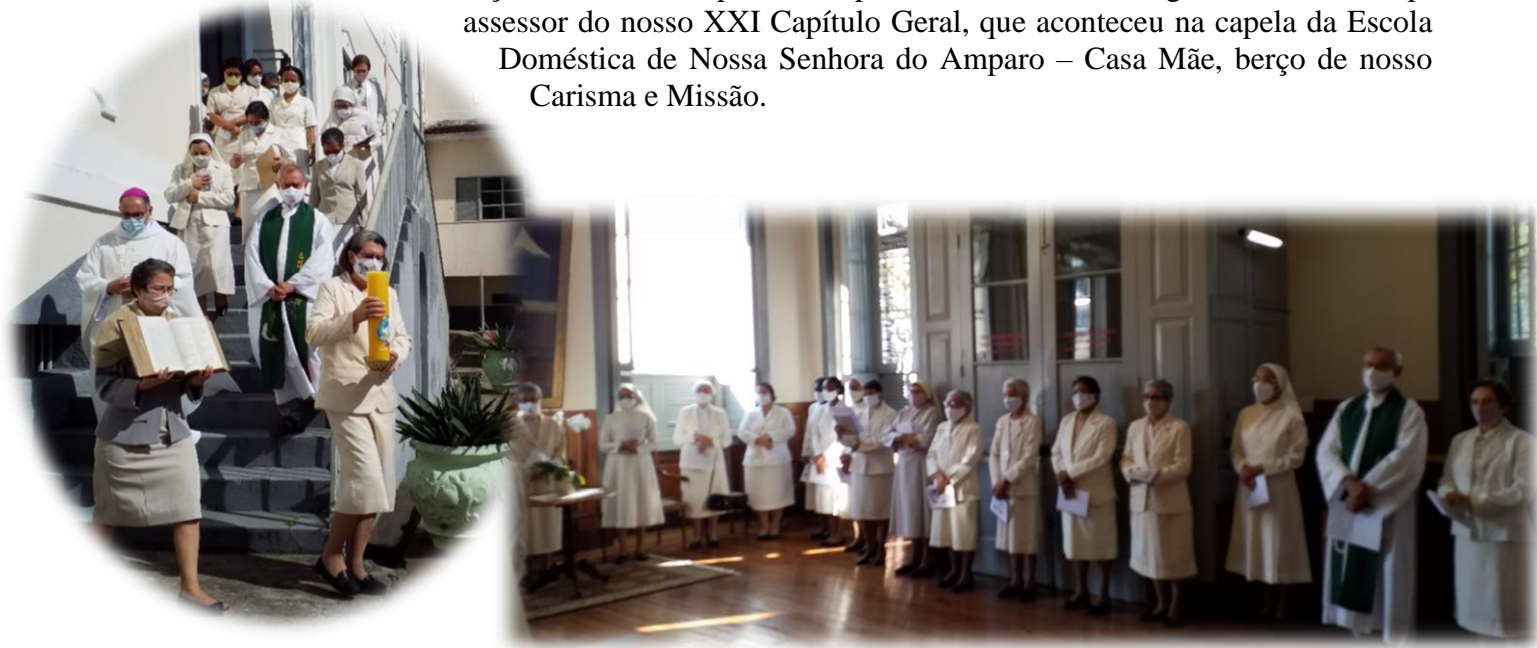 assessor do nosso XXI Capítulo Geral, que aconteceu na capela da Escola
Doméstica de Nossa Senhora do Amparo – Casa Mãe, berço de nosso
Carisma e Missão.